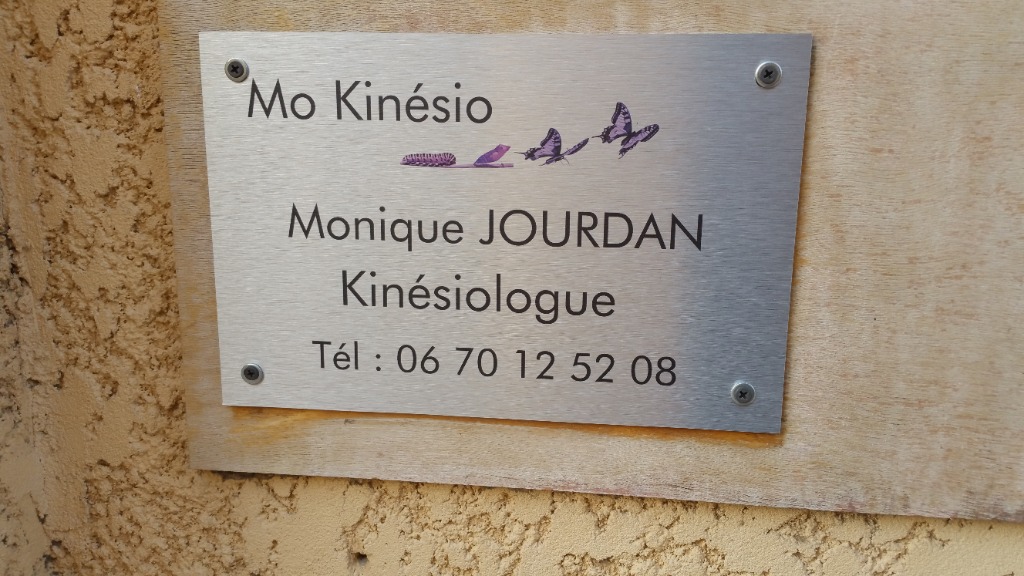 Mo Kinésio
Monique JOURDAN
Kinésiologue
Tél : 06 70 12 52 08